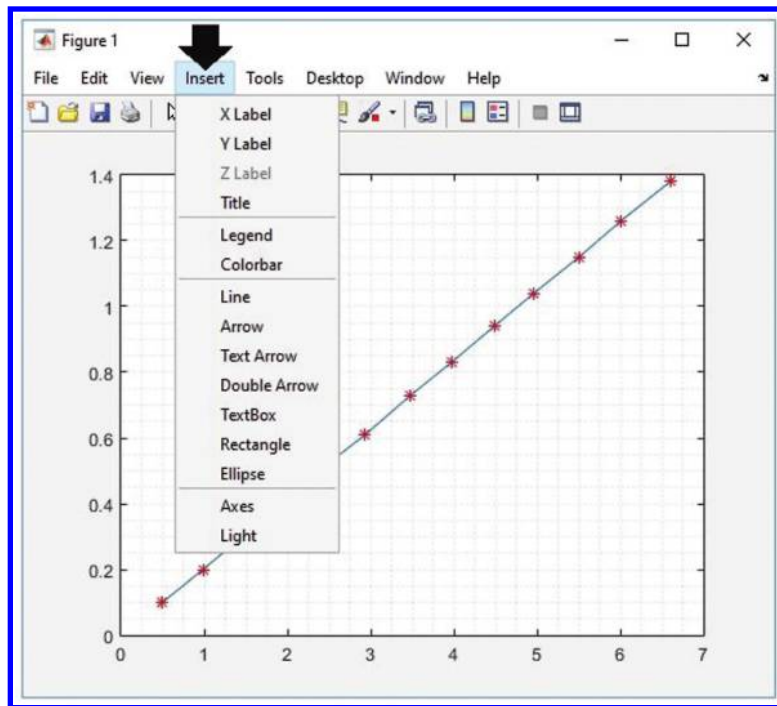 Figure 1
File Edit View Insert Tools Desktop Window Help
X Label
Y Label
Z Label
Title
Legend
Colorbar
Line
Arrow
Text Arrow
Double Arrow
TextBox
Rectangle
Ellipse
Axes
Light
1.4
1.2
1
0.8
0.6
0.4
0.2
0
0 1 2 3 4 5 6 7